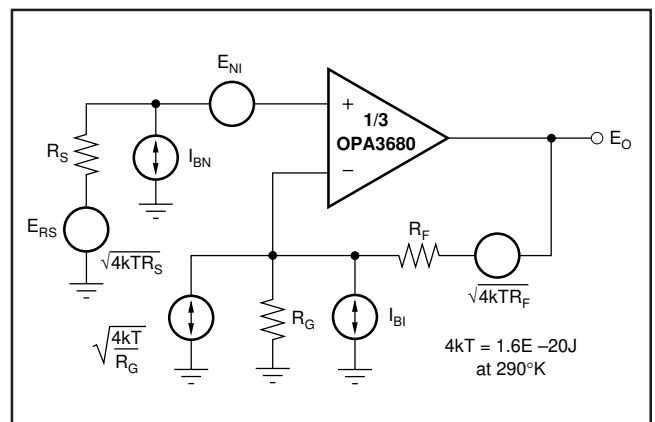 E_NI
+
1/3
OPA3680
−
E_O
R_S
I_BN
E_RS
√4kTR_S
R_F
√4kTR_F
√4kT/R_G
R_G
I_BI
4kT = 1.6E –20J
at 290°K